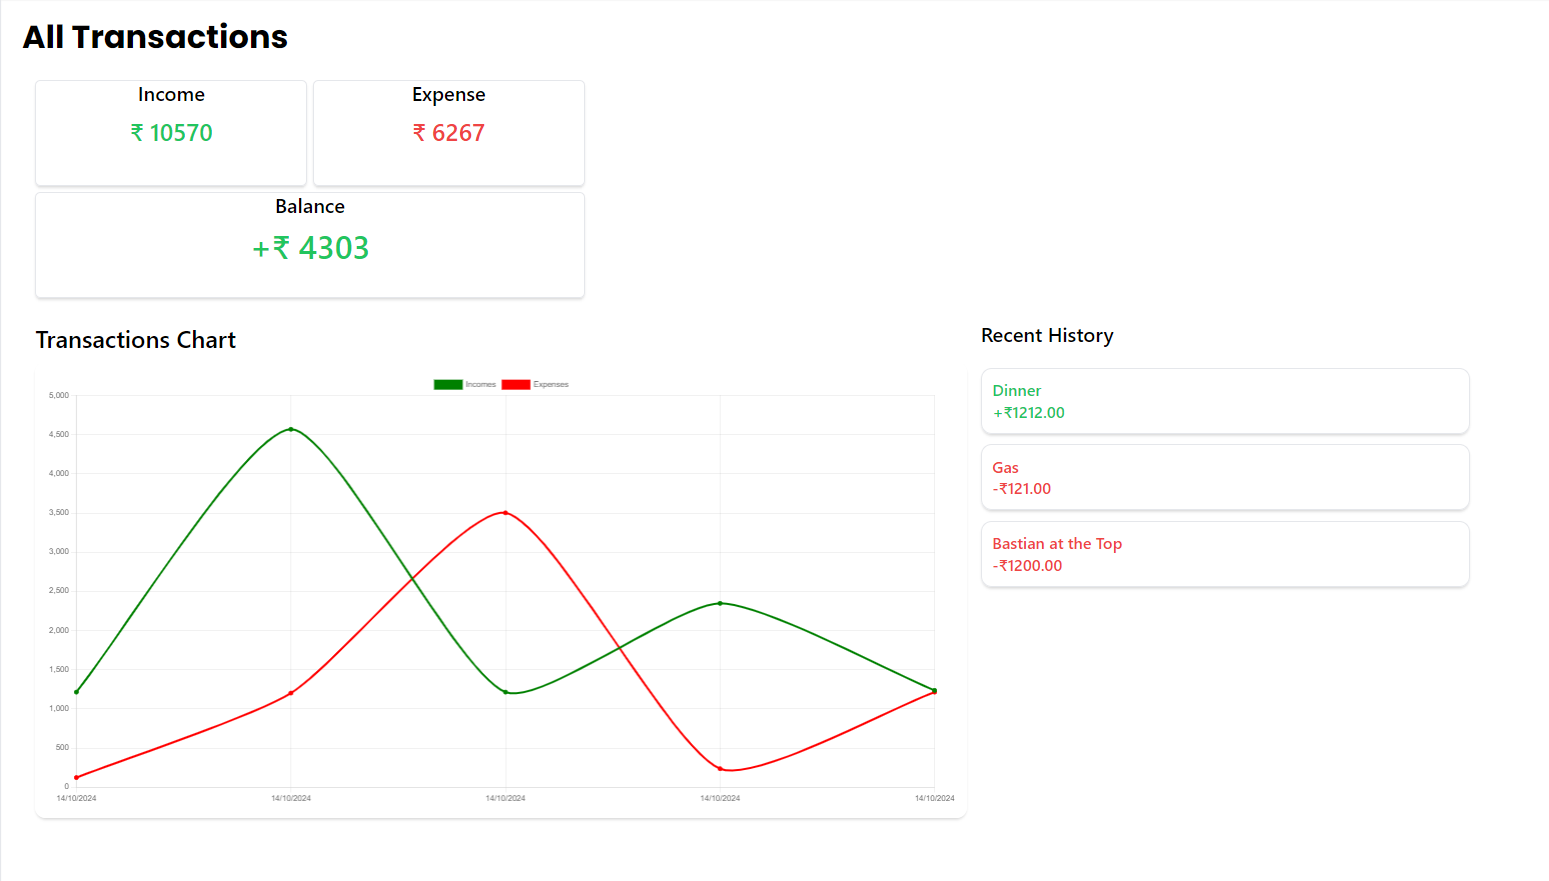 All Transactions
Income
₹ 10570
Expense
₹ 6267
Balance
+₹ 4303
Transactions Chart
Incomes Expenses
5,000
4,500
4,000
3,500
3,000
2,500
2,000
1,500
1,000
500
0
14/10/2024 14/10/2024 14/10/2024 14/10/2024 14/10/2024
Recent History
Dinner
+₹1212.00
Gas
-₹121.00
Bastian at the Top
-₹1200.00